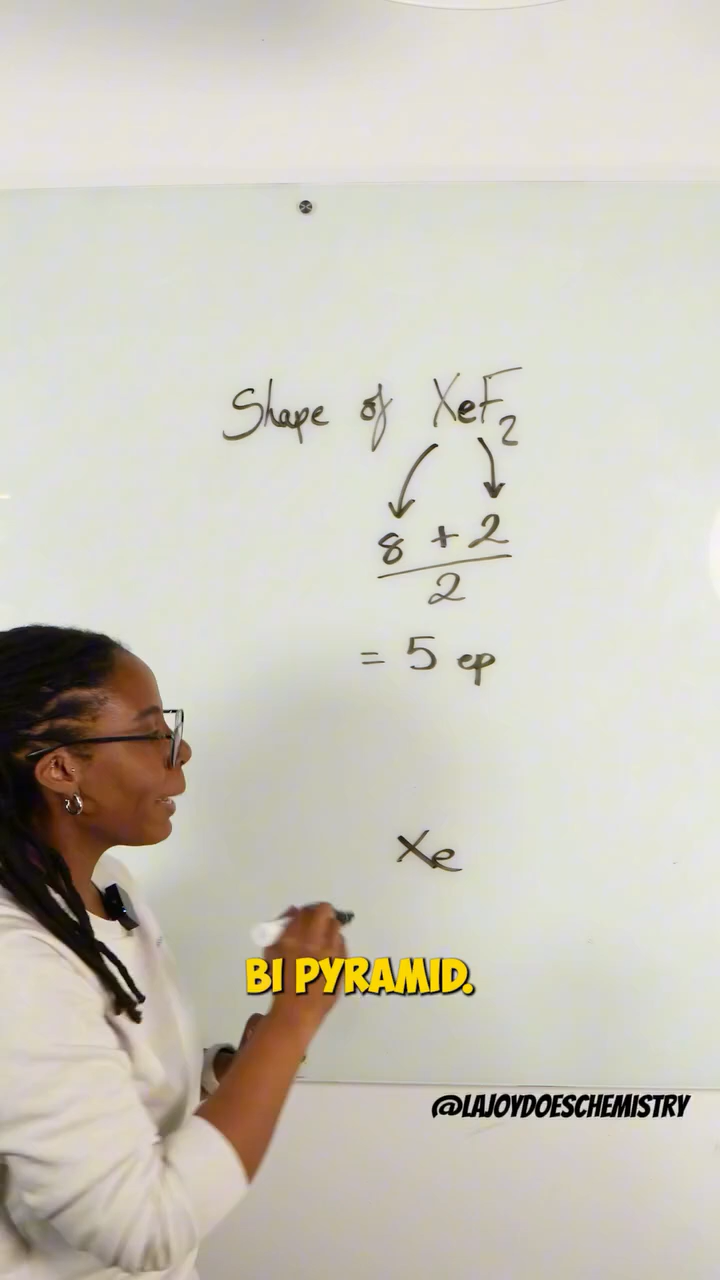 Shape of XeF₂
8 + 2
2
= 5 ep
Xe
BI PYRAMID.
@LAJOYDOESCHEMISTRY